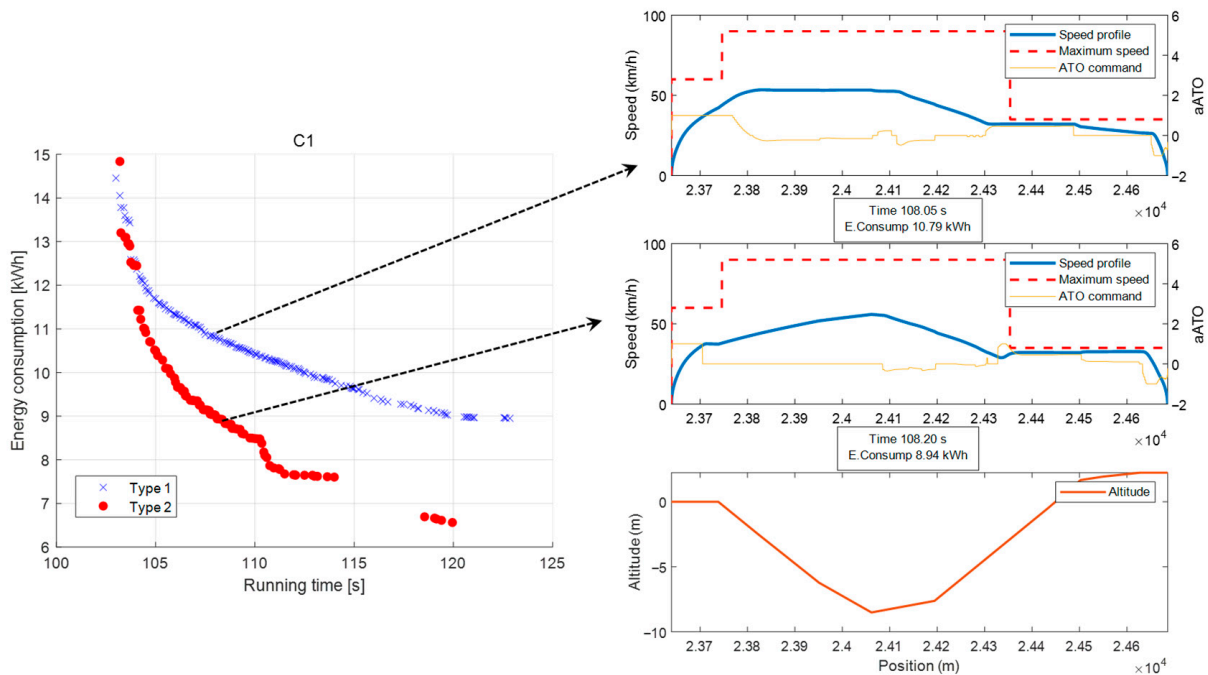 C1
15
14
13
12
11
10
9
8
7
6
Energy consumption [kWh]
Type 1
Type 2
100 105 110 115 120 125
Running time [s]
100
50
0
Speed (km/h)
Speed profile
Maximum speed
ATO command
6
4
2
0
−2
aATO
2.37 2.38 2.39 2.4 2.41 2.42 2.43 2.44 2.45 2.46
×10⁴
Time 108.05 s
E.Consump 10.79 kWh
100
50
0
Speed (km/h)
Speed profile
Maximum speed
ATO command
6
4
2
0
−2
aATO
2.37 2.38 2.39 2.4 2.41 2.42 2.43 2.44 2.45 2.46
×10⁴
Time 108.20 s
E.Consump 8.94 kWh
0
−5
−10
Altitude (m)
Altitude
2.37 2.38 2.39 2.4 2.41 2.42 2.43 2.44 2.45 2.46
Position (m)
×10⁴